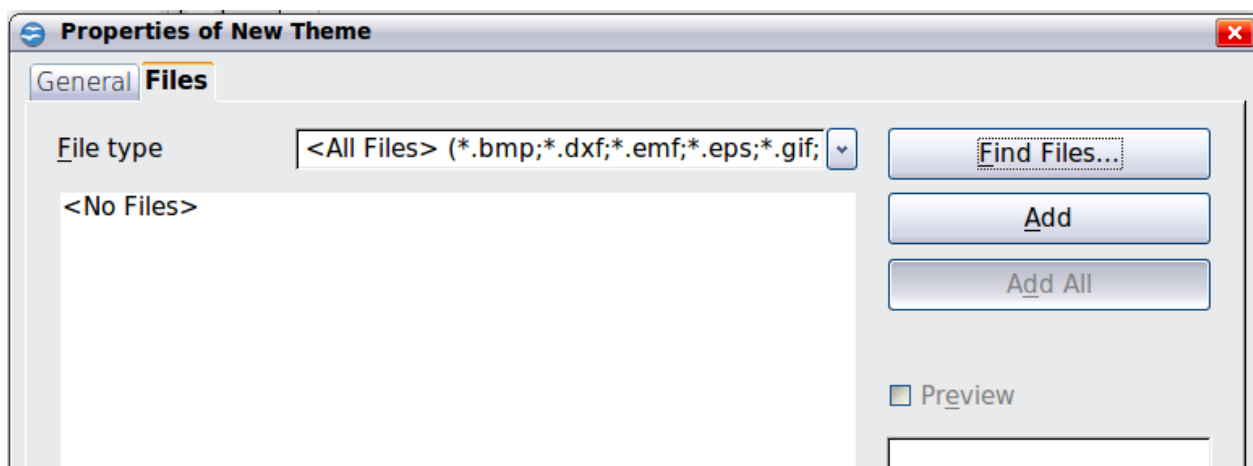 Properties of New Theme
General Files
File type <All Files> (*.bmp;*.dxf;*.emf;*.eps;*.gif; Find Files...
<No Files>
Add
Add All
Preview